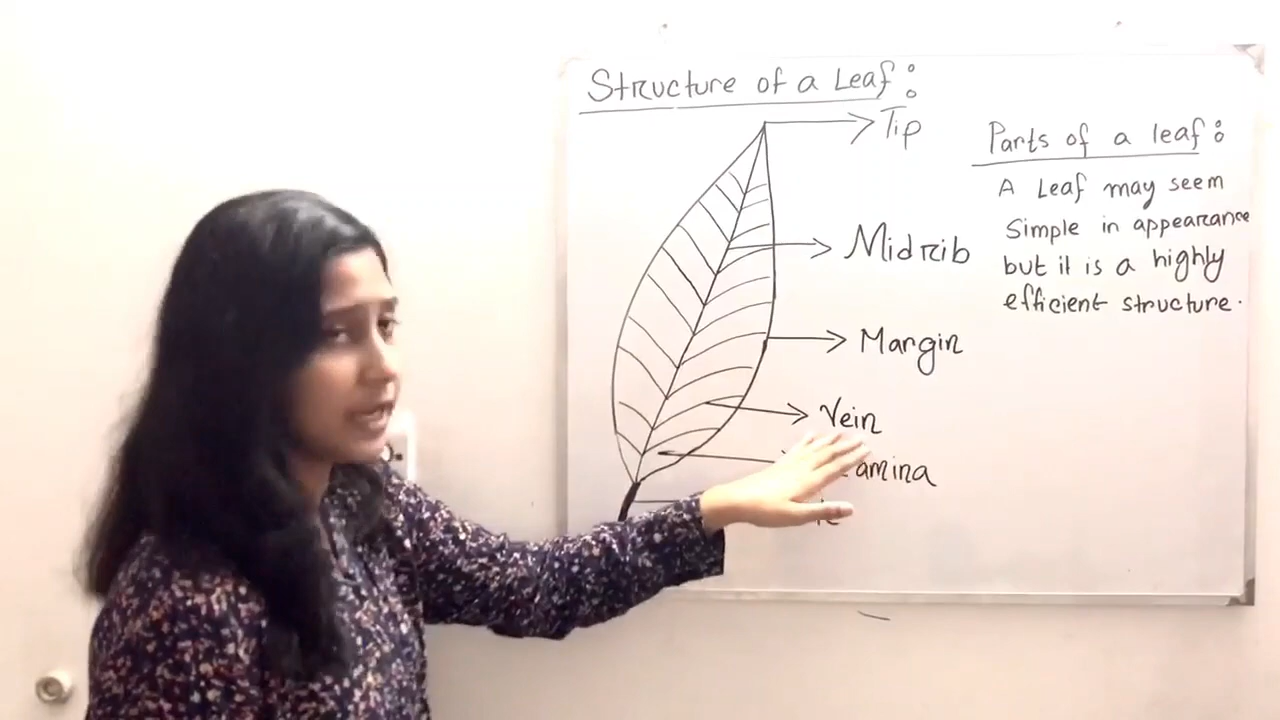 Structure of a Leaf:
Tip
Midrib
Margin
Vein
amina
Parts of a leaf:
A Leaf may seem
Simple in appearance
but it is a highly
efficient structure.